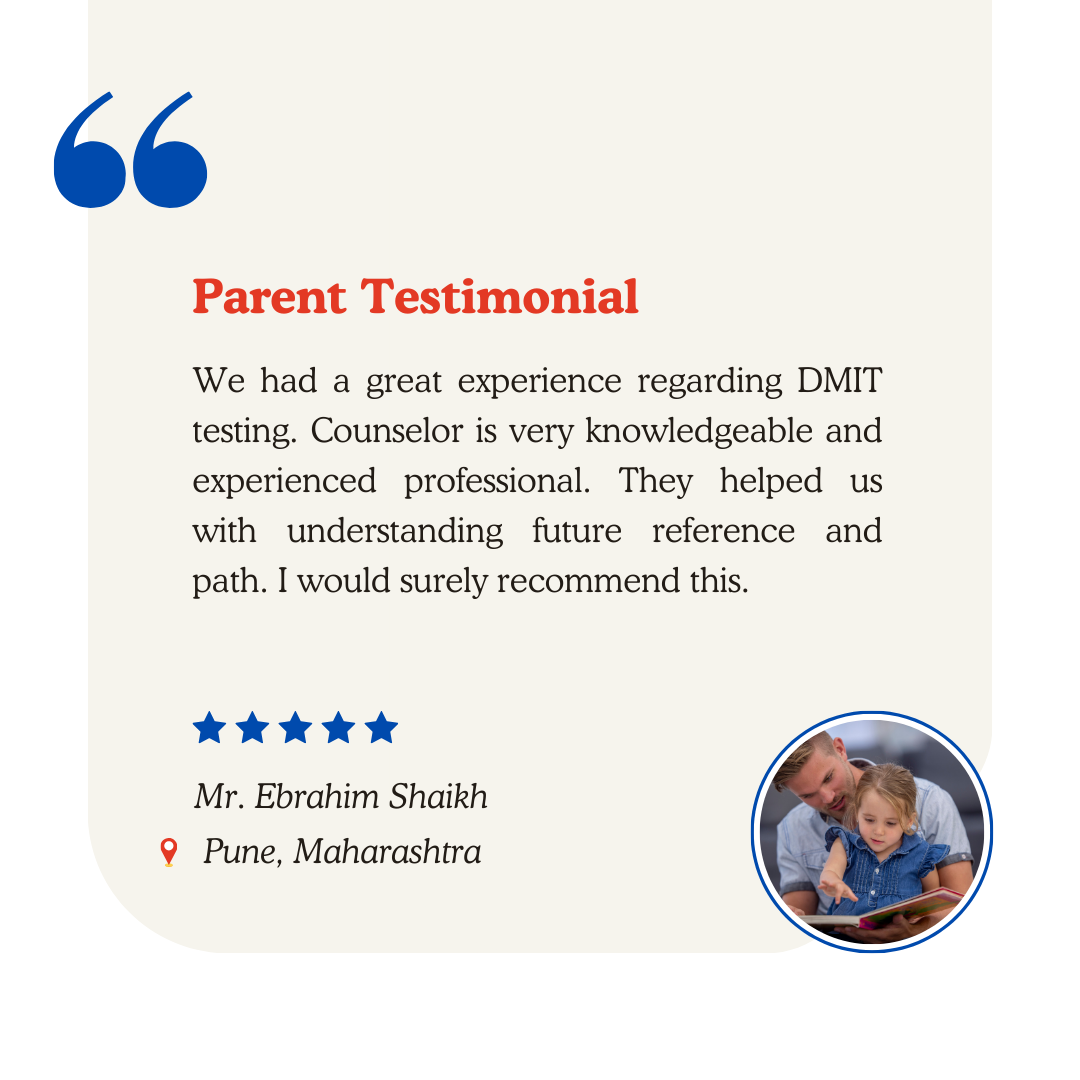 “
Parent Testimonial
We had a great experience regarding DMIT
testing. Counselor is very knowledgeable and
experienced professional. They helped us
with understanding future reference and
path. I would surely recommend this.
Mr. Ebrahim Shaikh
Pune, Maharashtra